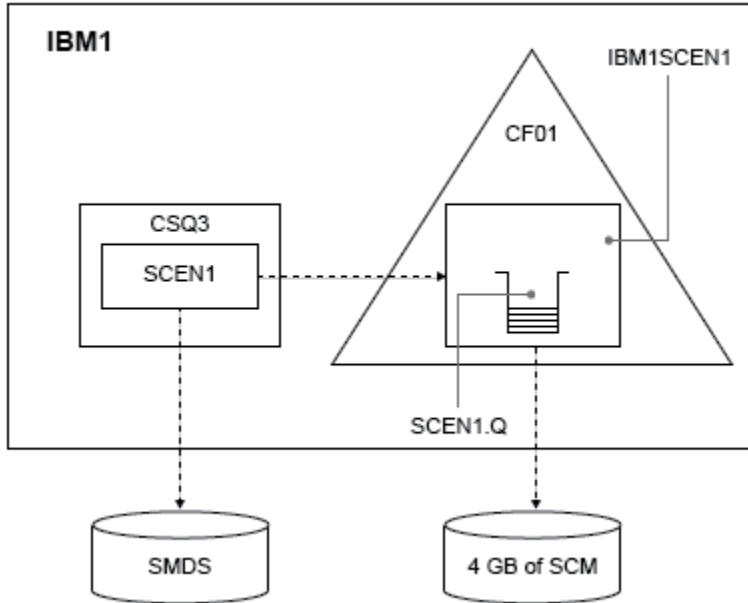 IBM1
IBM1SCEN1
CF01
CSQ3
SCEN1
SCEN1.Q
SMDS
4 GB of SCM